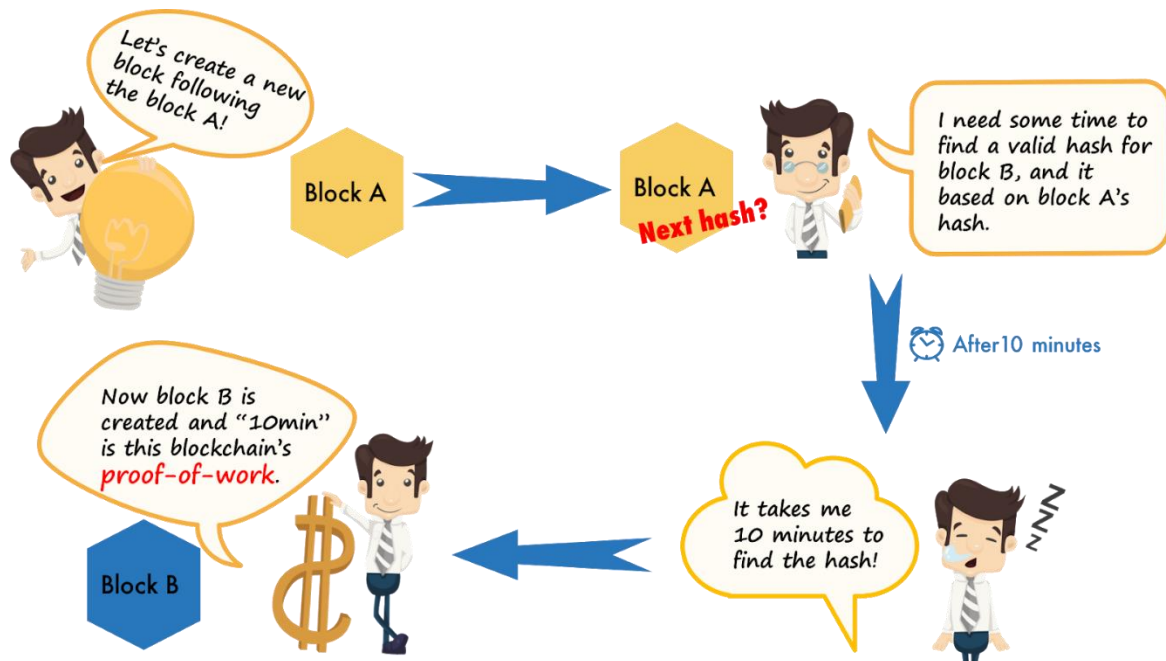 Let's create a new
block following
the block A!
Block A
Block A
Next hash?
I need some time to
find a valid hash for
block B, and it
based on block A's
hash.
After10 minutes
It takes me
10 minutes to
find the hash!
Z
Z
Z
Z
Now block B is
created and “10min”
is this blockchain's
proof-of-work.
Block B